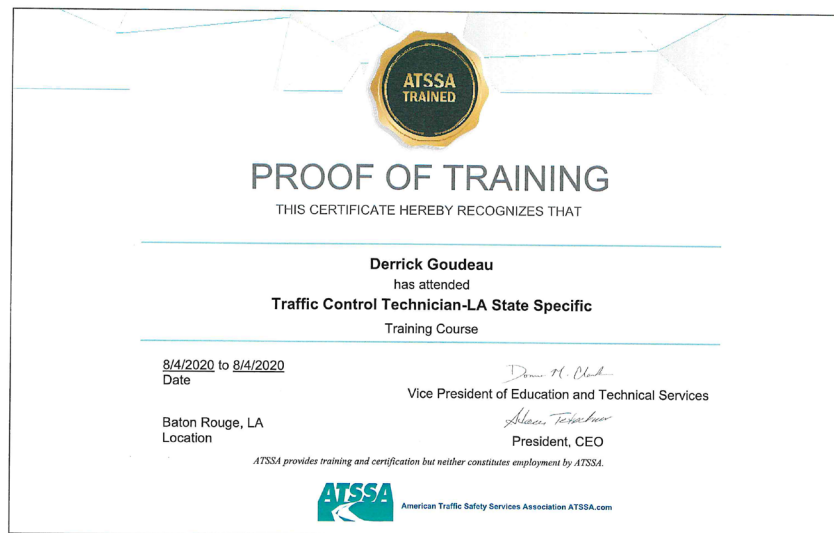 ATSSA
TRAINED
PROOF OF TRAINING
THIS CERTIFICATE HEREBY RECOGNIZES THAT
Derrick Goudeau
has attended
Traffic Control Technician-LA State Specific
Training Course
8/4/2020 to 8/4/2020
Date
Donna M. Clark
Vice President of Education and Technical Services
Baton Rouge, LA
Location
President, CEO
ATSSA provides training and certification but neither constitutes employment by ATSSA.
ATSSA
American Traffic Safety Services Association ATSSA.com